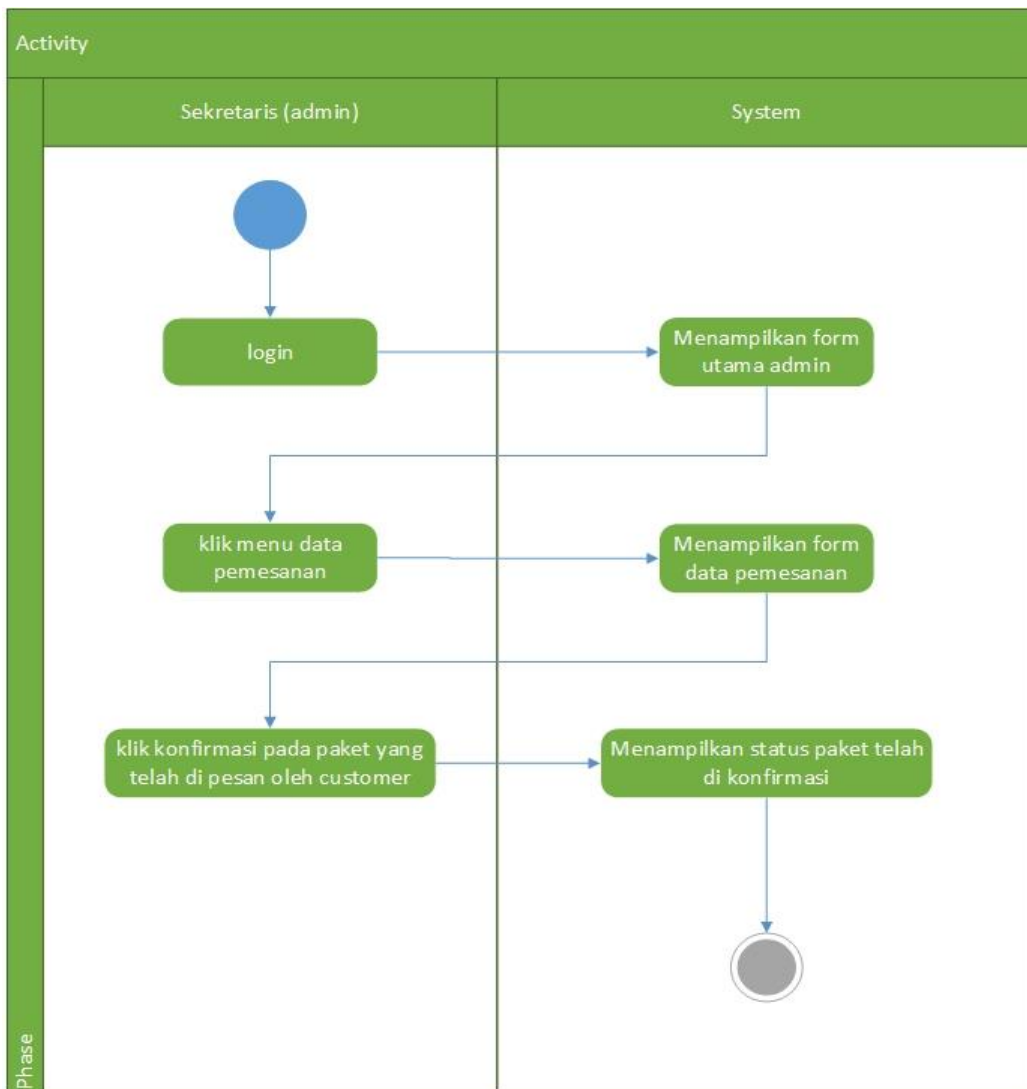 Activity
Sekretaris (admin)
System
login
Menampilkan form
utama admin
klik menu data
pemesanan
Menampilkan form
data pemesanan
klik konfirmasi pada paket yang
telah di pesan oleh customer
Menampilkan status paket telah
di konfirmasi
Phase